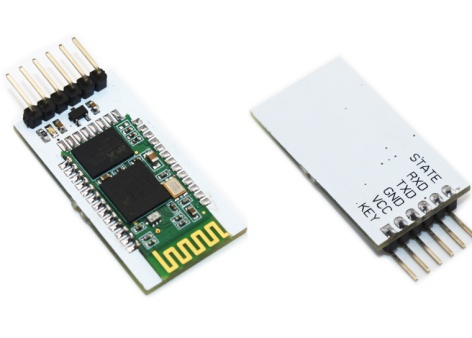 STATE
RXD
TXD
GND
VCC
KEY